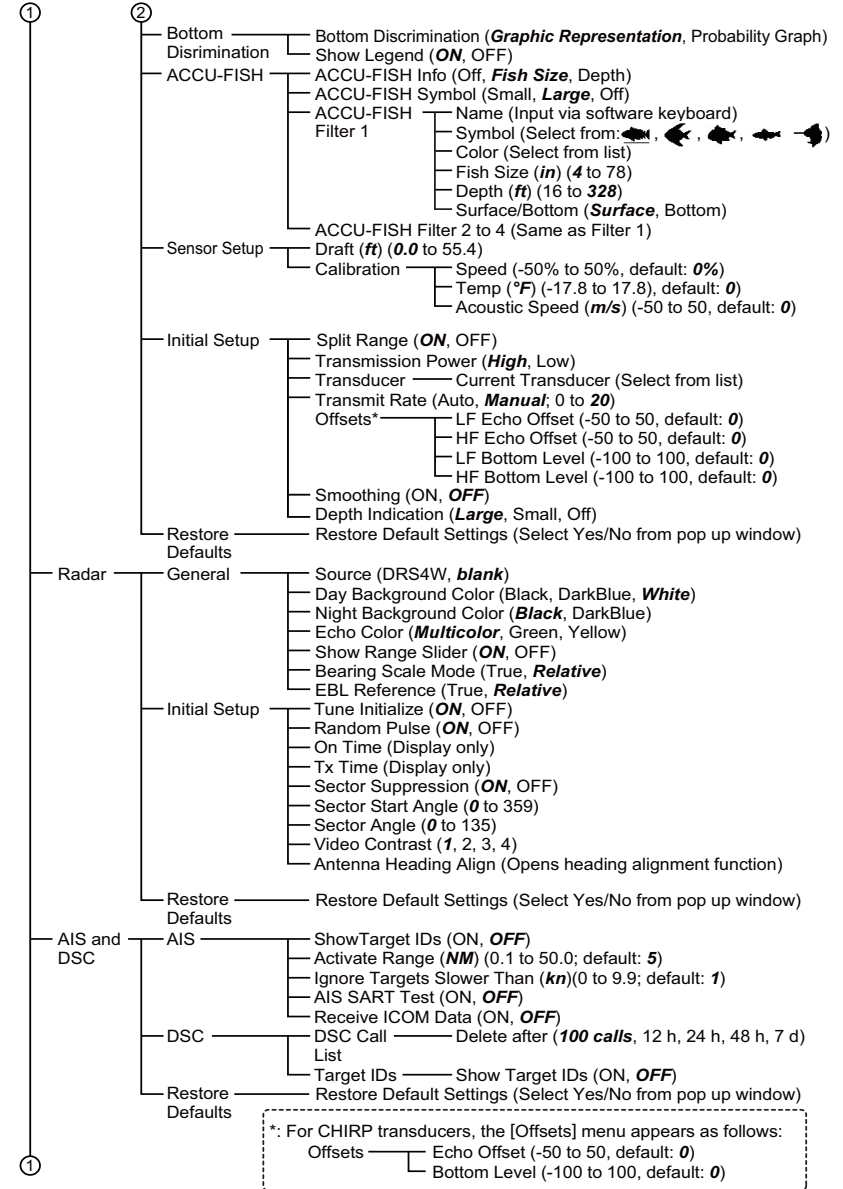 ① ②
Bottom Disrimination
Bottom Discrimination (Graphic Representation, Probability Graph)
Show Legend (ON, OFF)
ACCU-FISH
ACCU-FISH Info (Off, Fish Size, Depth)
ACCU-FISH Symbol (Small, Large, Off)
ACCU-FISH Filter 1
Name (Input via software keyboard)
Symbol (Select from: , , , )
Color (Select from list)
Fish Size (in) (4 to 78)
Depth (ft) (16 to 328)
Surface/Bottom (Surface, Bottom)
ACCU-FISH Filter 2 to 4 (Same as Filter 1)
Sensor Setup
Draft (ft) (0.0 to 55.4)
Calibration
Speed (-50% to 50%, default: 0%)
Temp (°F) (-17.8 to 17.8), default: 0)
Acoustic Speed (m/s) (-50 to 50, default: 0)
Initial Setup
Split Range (ON, OFF)
Transmission Power (High, Low)
Transducer
Current Transducer (Select from list)
Transmit Rate (Auto, Manual; 0 to 20)
Offsets*
LF Echo Offset (-50 to 50, default: 0)
HF Echo Offset (-50 to 50, default: 0)
LF Bottom Level (-100 to 100, default: 0)
HF Bottom Level (-100 to 100, default: 0)
Smoothing (ON, OFF)
Depth Indication (Large, Small, Off)
Restore Defaults
Restore Default Settings (Select Yes/No from pop up window)
Radar
General
Source (DRS4W, blank)
Day Background Color (Black, DarkBlue, White)
Night Background Color (Black, DarkBlue)
Echo Color (Multicolor, Green, Yellow)
Show Range Slider (ON, OFF)
Bearing Scale Mode (True, Relative)
EBL Reference (True, Relative)
Initial Setup
Tune Initialize (ON, OFF)
Random Pulse (ON, OFF)
On Time (Display only)
Tx Time (Display only)
Sector Suppression (ON, OFF)
Sector Start Angle (0 to 359)
Sector Angle (0 to 135)
Video Contrast (1, 2, 3, 4)
Antenna Heading Align (Opens heading alignment function)
Restore Defaults
Restore Default Settings (Select Yes/No from pop up window)
AIS and DSC
AIS
ShowTarget IDs (ON, OFF)
Activate Range (NM) (0.1 to 50.0; default: 5)
Ignore Targets Slower Than (kn)(0 to 9.9; default: 1)
AIS SART Test (ON, OFF)
Receive ICOM Data (ON, OFF)
DSC
DSC Call List
Delete after (100 calls, 12 h, 24 h, 48 h, 7 d)
Target IDs
Show Target IDs (ON, OFF)
Restore Defaults
Restore Default Settings (Select Yes/No from pop up window)
*: For CHIRP transducers, the [Offsets] menu appears as follows:
Offsets
Echo Offset (-50 to 50, default: 0)
Bottom Level (-100 to 100, default: 0)
①